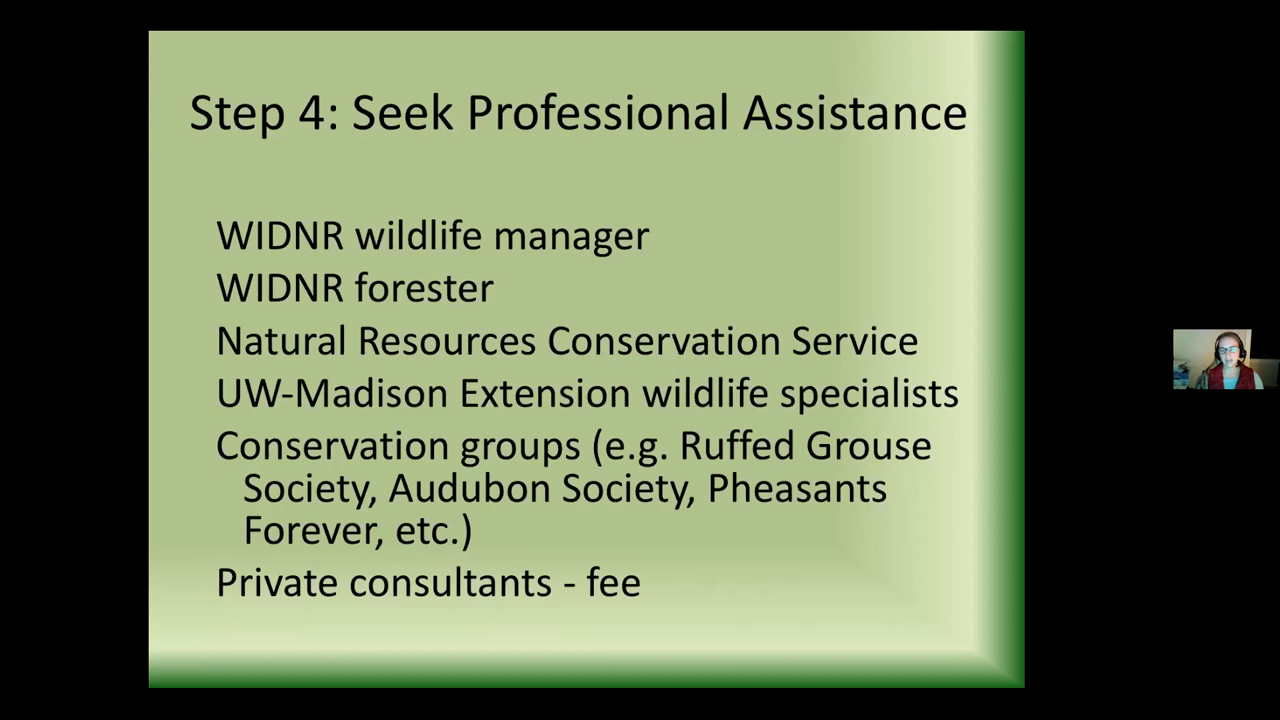 Step 4: Seek Professional Assistance
WIDNR wildlife manager
WIDNR forester
Natural Resources Conservation Service
UW-Madison Extension wildlife specialists
Conservation groups (e.g. Ruffed Grouse
Society, Audubon Society, Pheasants
Forever, etc.)
Private consultants - fee